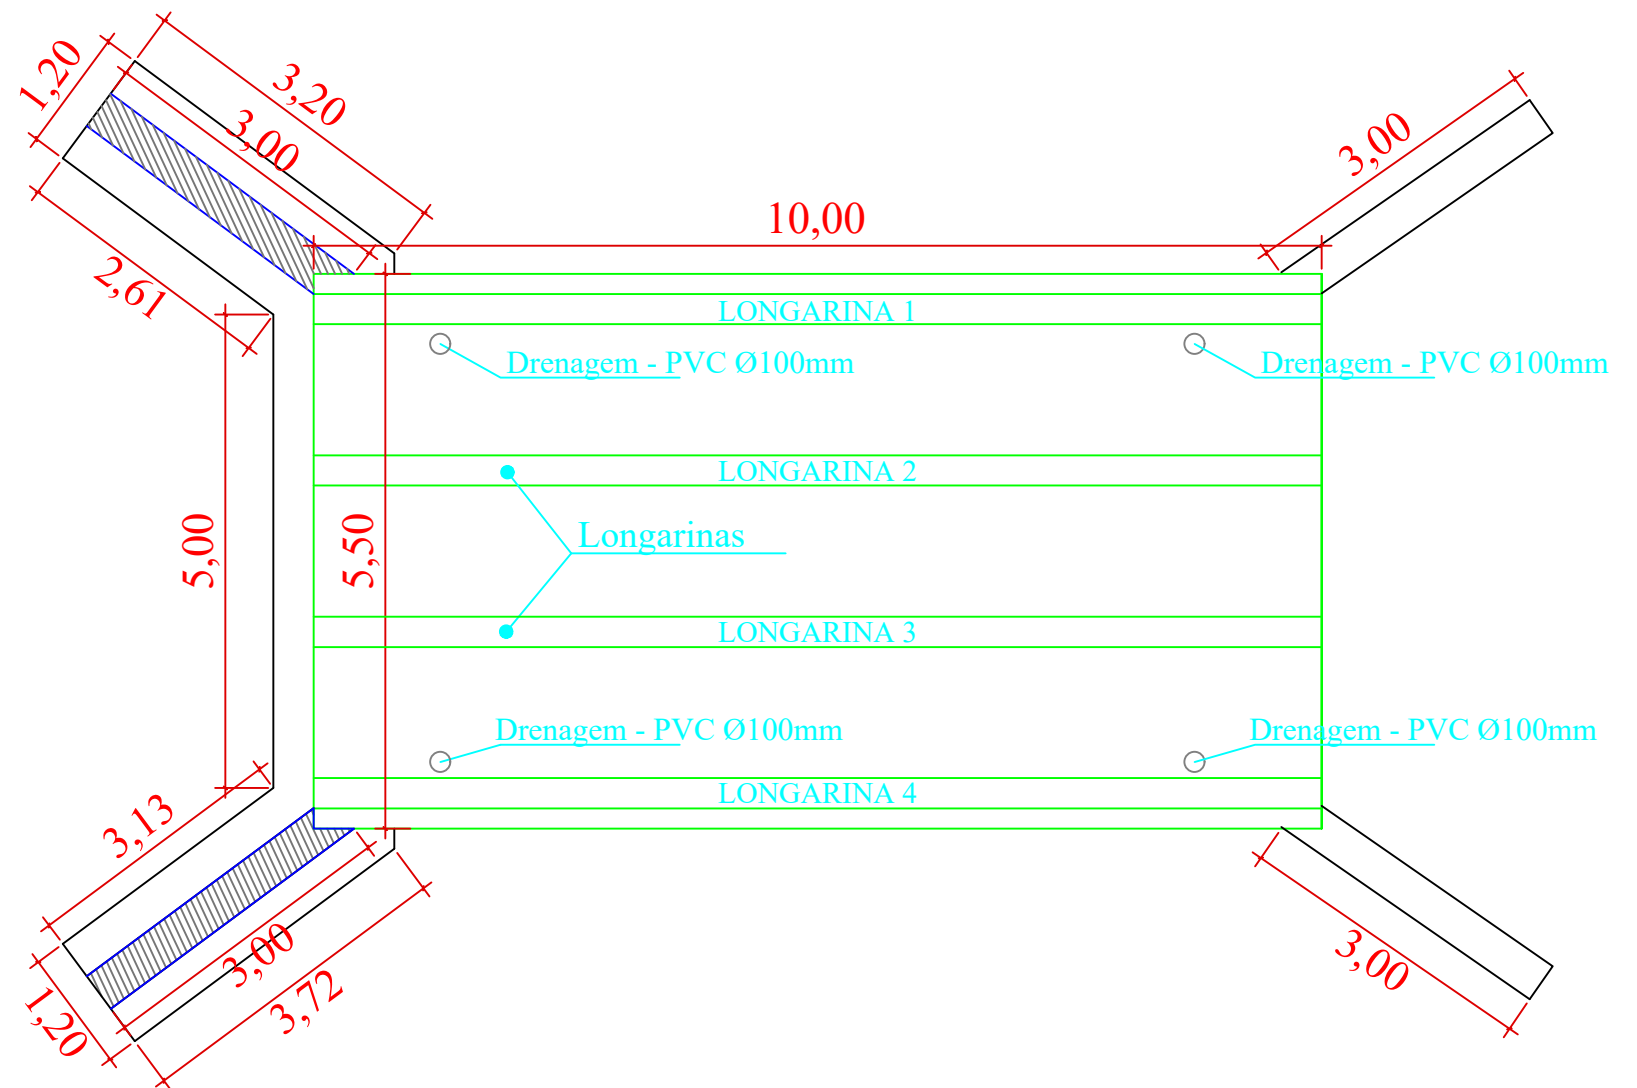 3,20
1,20
3,00
3,00
10,00
2,61
LONGARINA 1
Drenagem - PVC Ø100mm
Drenagem - PVC Ø100mm
LONGARINA 2
5,00
5,50
Longarinas
LONGARINA 3
Drenagem - PVC Ø100mm
Drenagem - PVC Ø100mm
LONGARINA 4
3,13
3,00
3,00
3,72
1,20